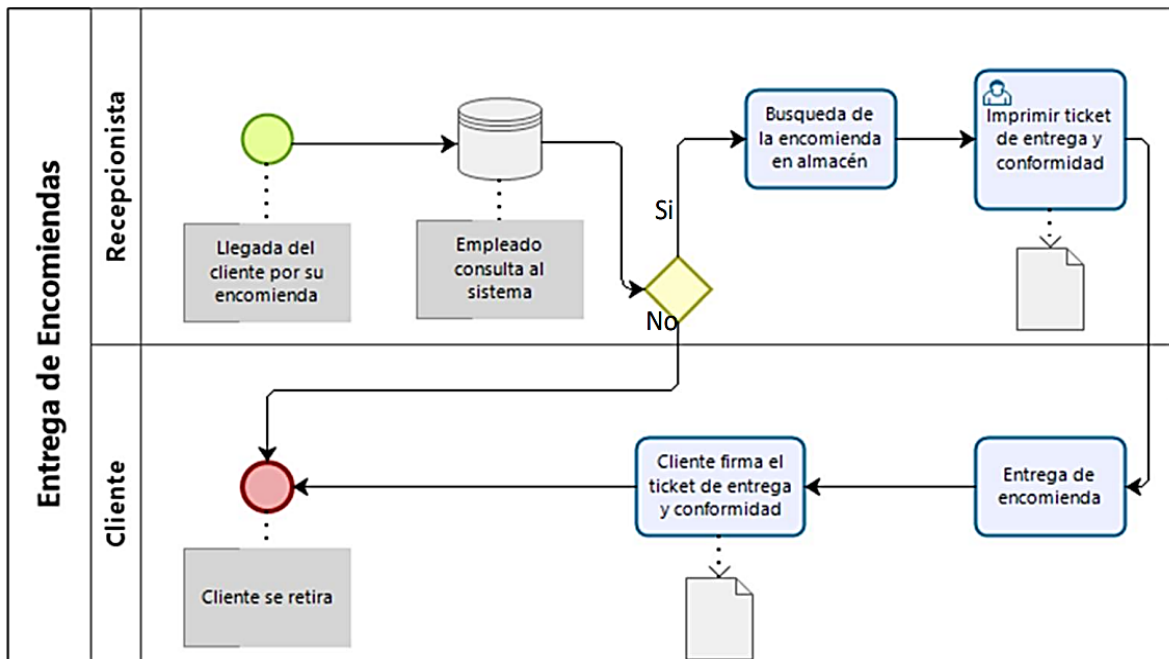 Entrega de Encomiendas
Recepcionista
Llegada del
cliente por su
encomienda
Empleado
consulta al
sistema
Si
No
Busqueda de
la encomienda
en almacén
Imprimir ticket
de entrega y
conformidad
Cliente
Cliente se retira
Cliente firma el
ticket de entrega
y conformidad
Entrega de
encomienda